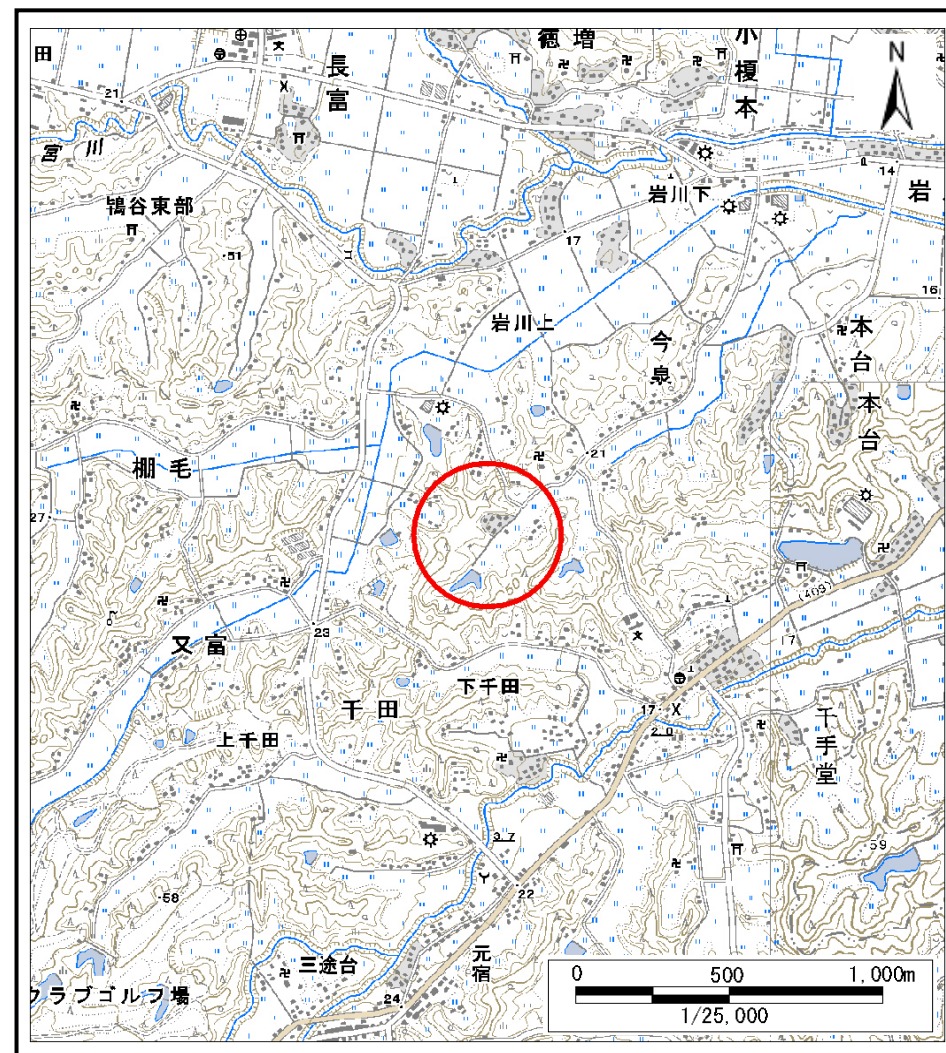 徳増
小榎本
田
長富
N
21
宮川
14
岩川下
岩
鴇谷東部
17
51
16
岩川上
今泉
本台
本台
21
棚毛
27
(409)
17
又富
23
下千田
千田
17
20
上千田
千手堂
37
59
22
58
元宿
三途台
クラブゴルフ場
24
0 500 1,000m
1/25,000